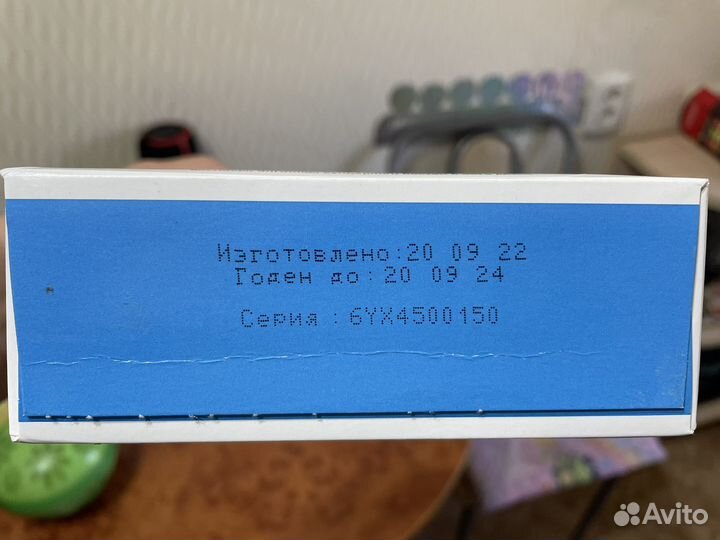 Изготовлено:20 09 22
Годен до:20 09 24
Серия : 6YX4500150
Avito